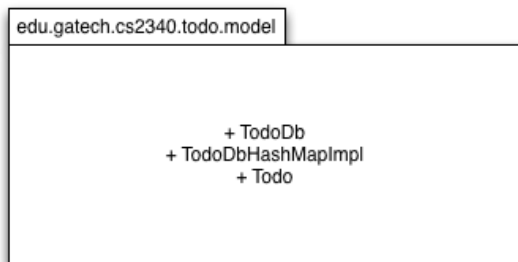 edu.gatech.cs2340.todo.model
+ TodoDb
+ TodoDbHashMapImpl
+ Todo